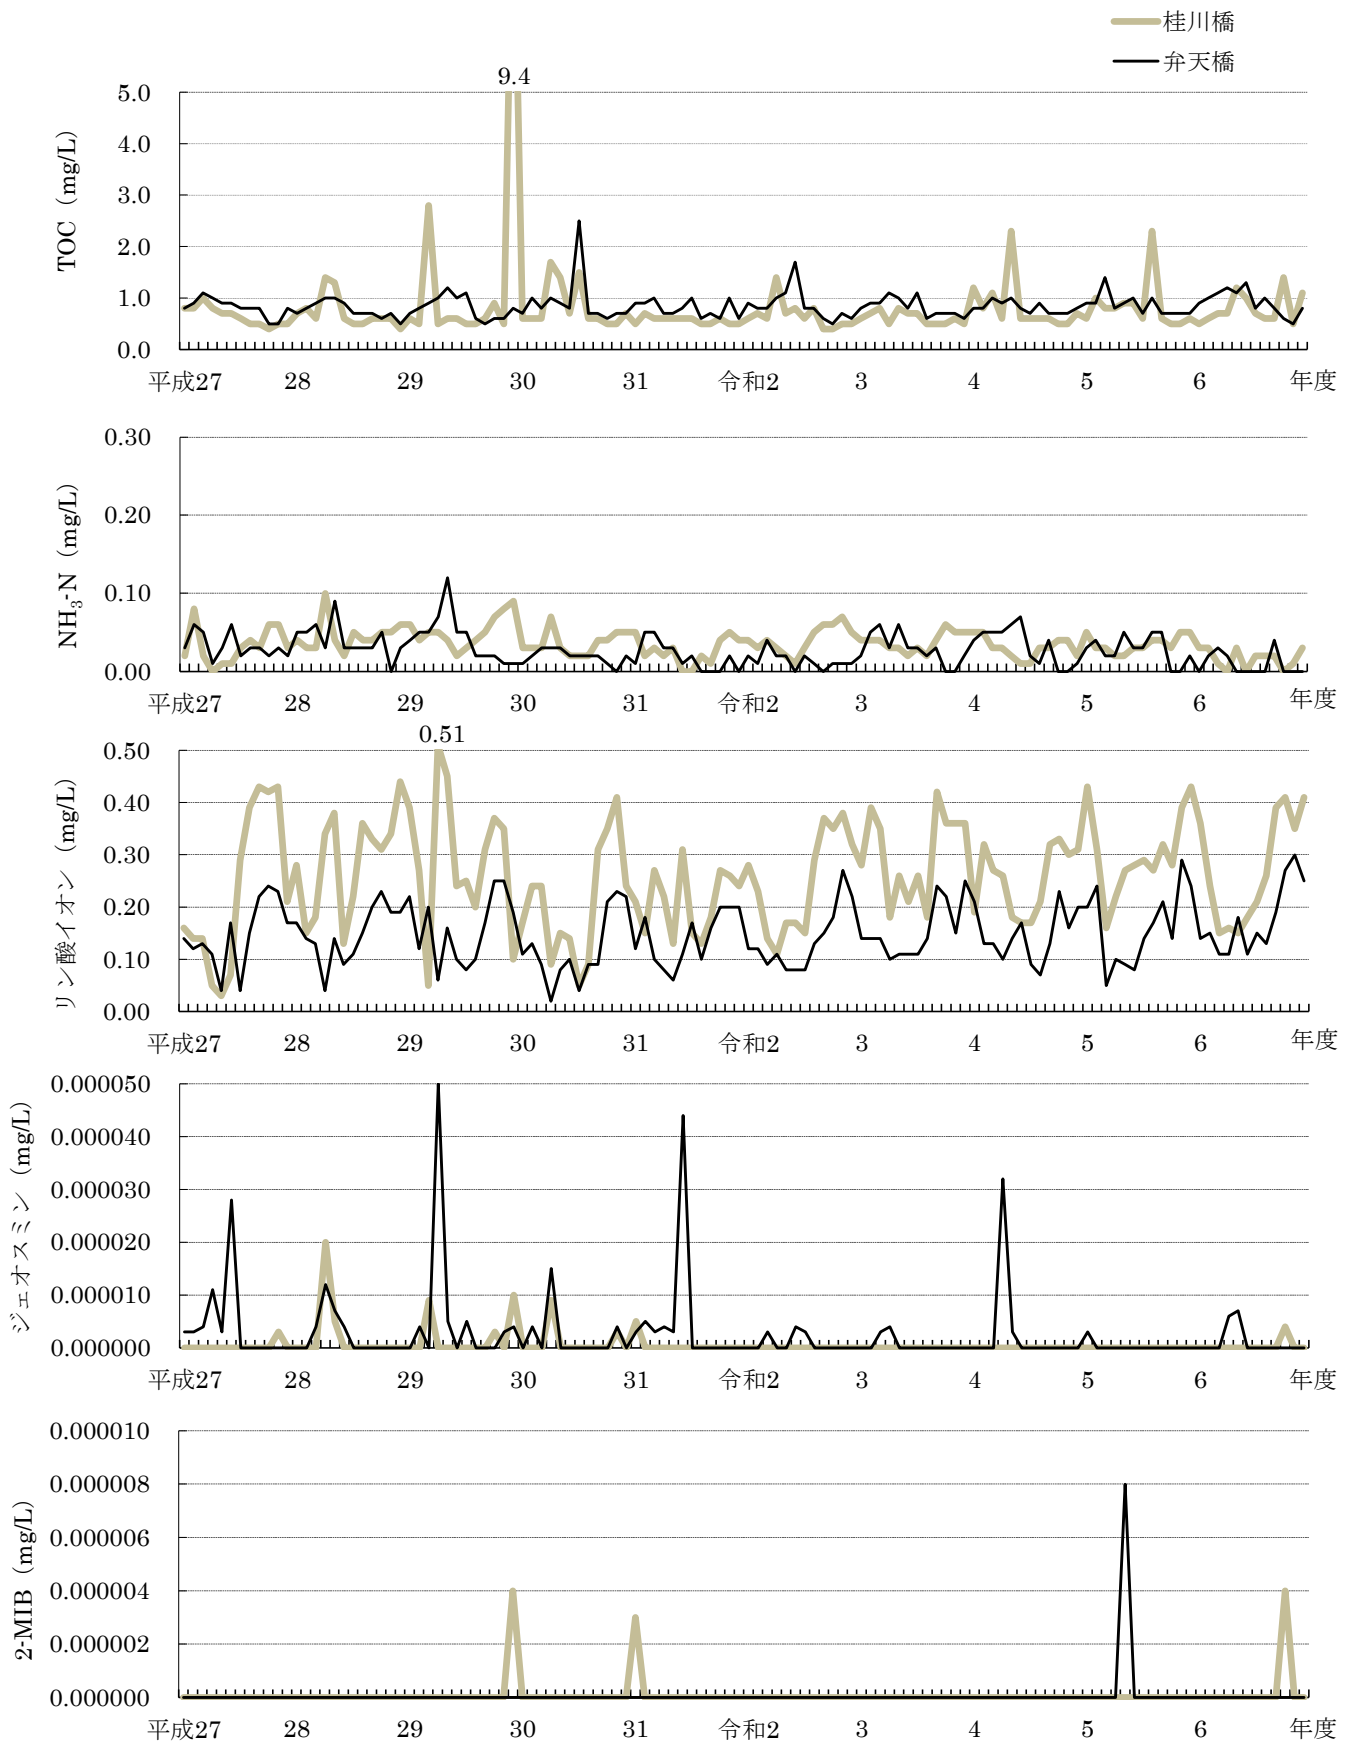 桂川橋
弁天橋
9.4
5.0
4.0
3.0
2.0
1.0
0.0
TOC（mg/L）
平成27 28 29 30 31 令和2 3 4 5 6 年度
0.30
0.20
0.10
0.00
NH₃-N（mg/L）
平成27 28 29 30 31 令和2 3 4 5 6 年度
0.51
0.50
0.40
0.30
0.20
0.10
0.00
リン酸イオン（mg/L）
平成27 28 29 30 31 令和2 3 4 5 6 年度
0.000050
0.000040
0.000030
0.000020
0.000010
0.000000
ジェオスミン（mg/L）
平成27 28 29 30 31 令和2 3 4 5 6 年度
0.000010
0.000008
0.000006
0.000004
0.000002
0.000000
2-MIB（mg/L）
平成27 28 29 30 31 令和2 3 4 5 6 年度